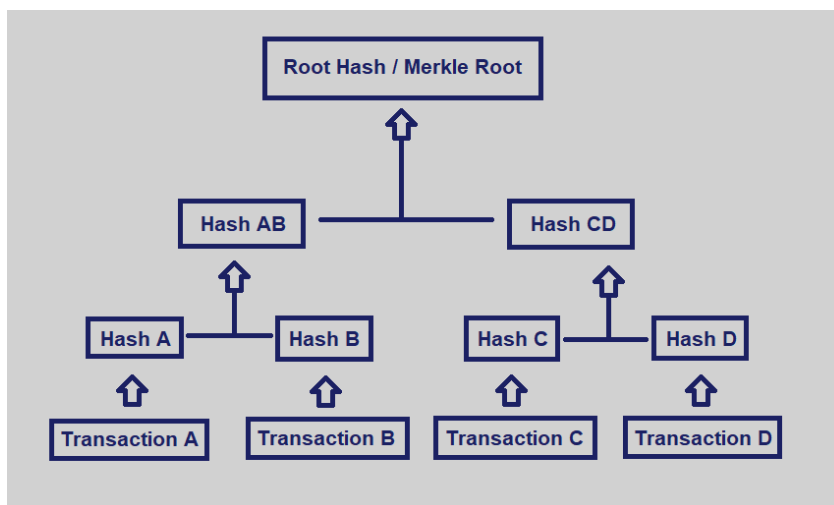 Root Hash / Merkle Root
Hash AB
Hash CD
Hash A
Hash B
Hash C
Hash D
Transaction A
Transaction B
Transaction C
Transaction D